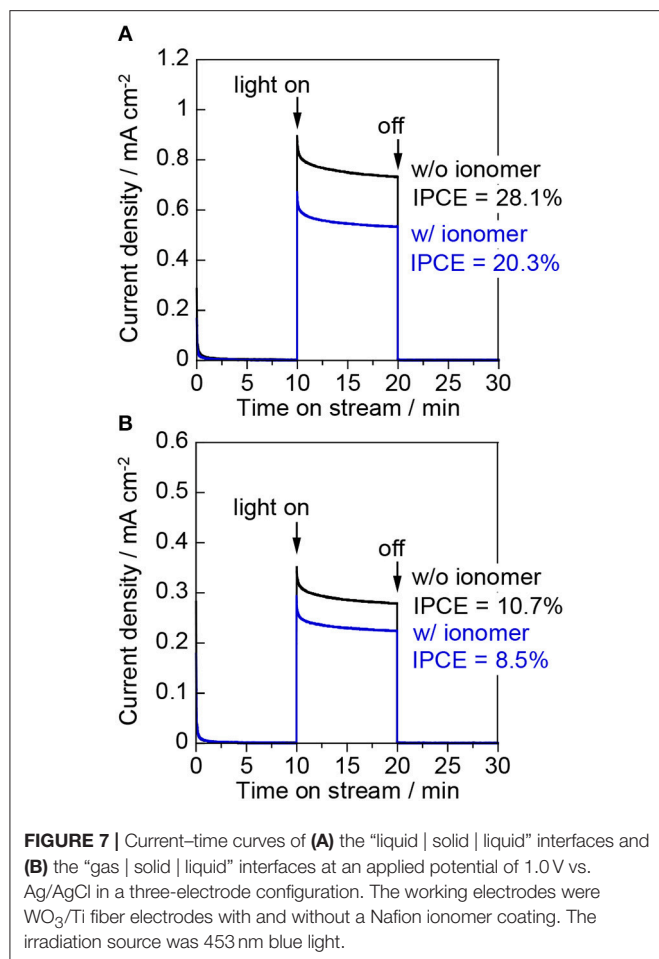 A
1.2
1
0.8
0.6
0.4
0.2
0
Current density / mA cm⁻²
light on
off
w/o ionomer
IPCE = 28.1%
w/ ionomer
IPCE = 20.3%
0 5 10 15 20 25 30
Time on stream / min
B
0.6
0.5
0.4
0.3
0.2
0.1
0
Current density / mA cm⁻²
light on
off
w/o ionomer
IPCE = 10.7%
w/ ionomer
IPCE = 8.5%
0 5 10 15 20 25 30
Time on stream / min
FIGURE 7 | Current–time curves of (A) the “liquid | solid | liquid” interfaces and
(B) the “gas | solid | liquid” interfaces at an applied potential of 1.0 V vs.
Ag/AgCl in a three-electrode configuration. The working electrodes were
WO₃/Ti fiber electrodes with and without a Nafion ionomer coating. The
irradiation source was 453 nm blue light.